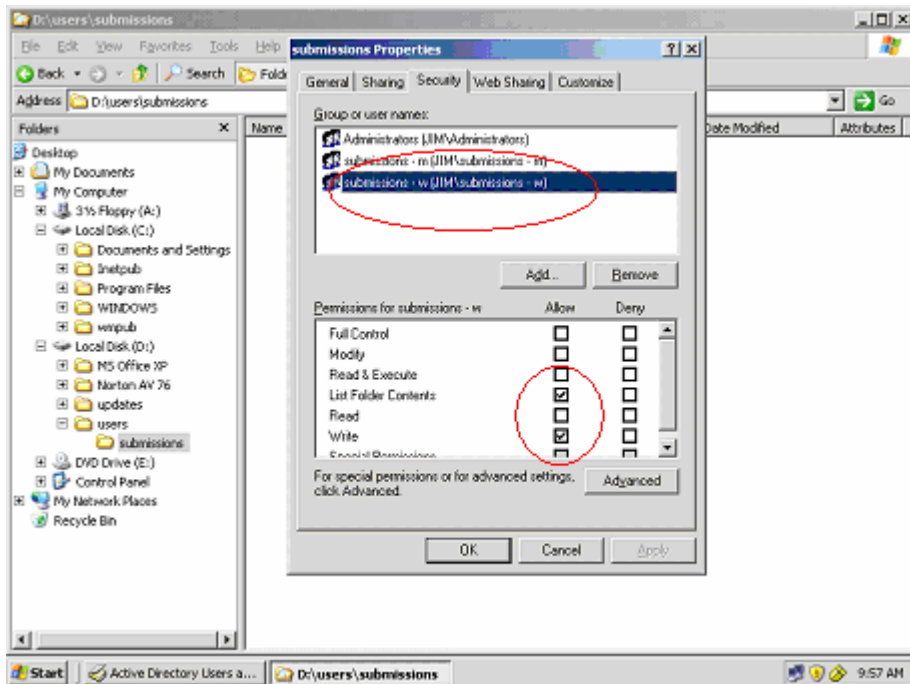 D:\users\submissions
File Edit View Favorites Tools Help
Back Search Folde
Address D:\users\submissions Go
Folders X Name Date Modified Attributes
Desktop
My Documents
My Computer
3½ Floppy (A:)
Local Disk (C:)
Documents and Settings
Inetpub
Program Files
WINDOWS
wmpub
Local Disk (D:)
MS Office XP
Norton AV 76
updates
users
submissions
DVD Drive (E:)
Control Panel
My Network Places
Recycle Bin
submissions Properties
General Sharing Security Web Sharing Customize
Group or user names:
Administrators (JIM\Administrators)
submissions - m (JIM\submissions - m)
submissions - w (JIM\submissions - w)
Add... Remove
Permissions for submissions - w Allow Deny
Full Control
Modify
Read & Execute
List Folder Contents
Read
Write
Special Permissions
For special permissions or for advanced settings,
click Advanced.
Advanced
OK Cancel Apply
Start Active Directory Users a... D:\users\submissions 9:57 AM